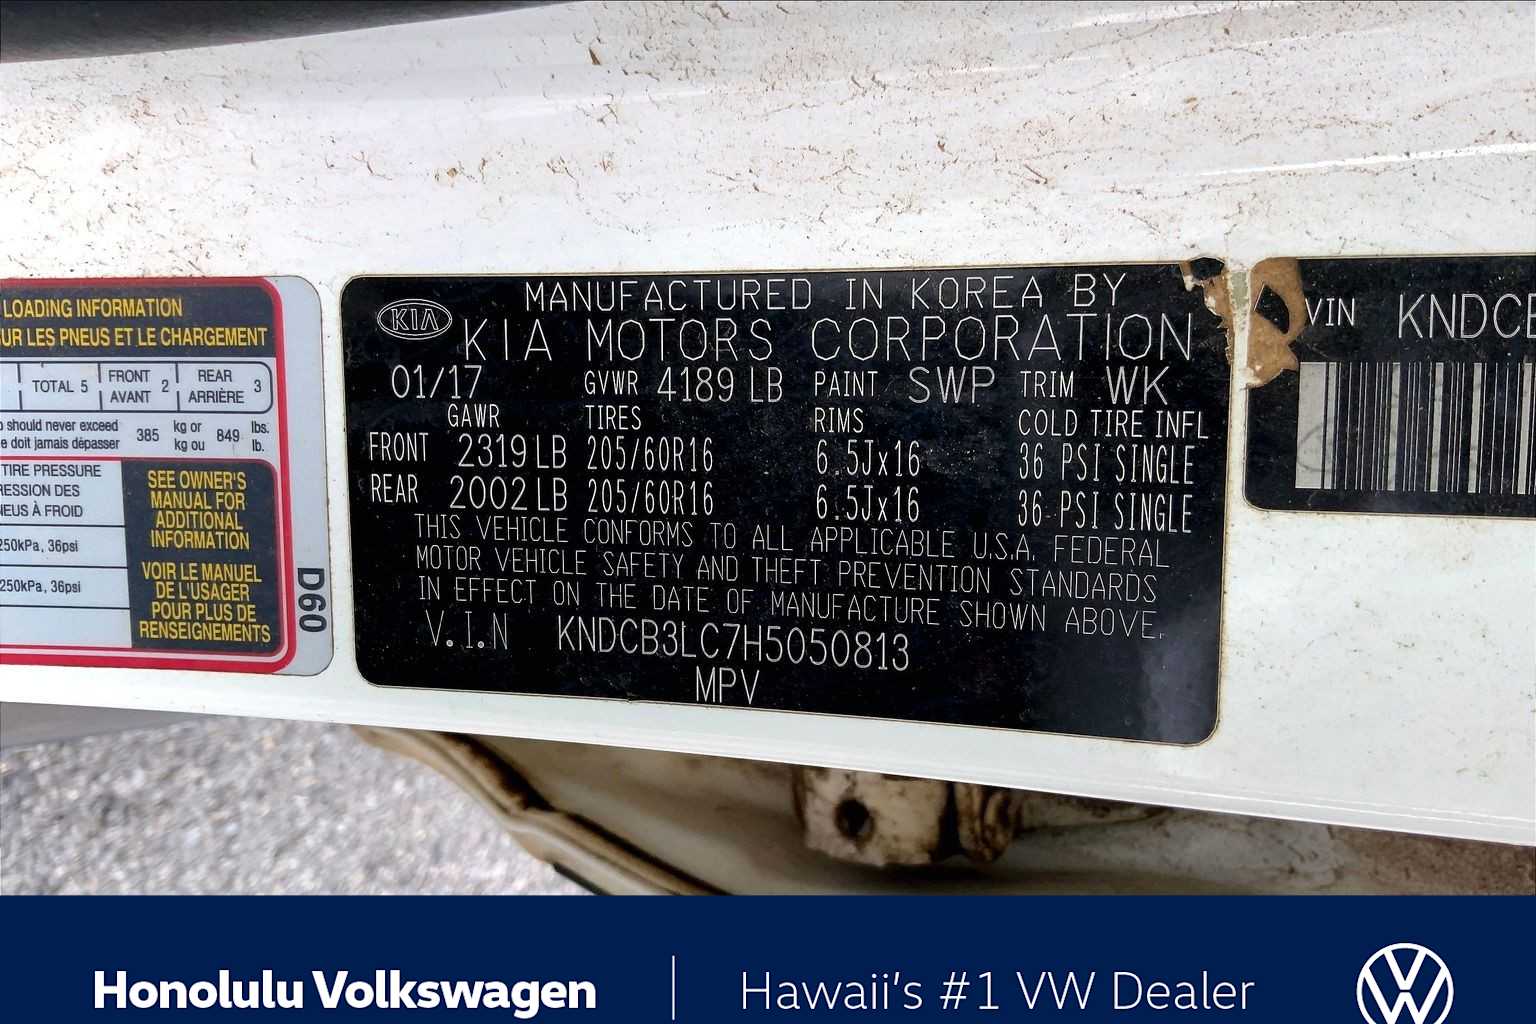 LOADING INFORMATION
SUR LES PNEUS ET LE CHARGEMENT
TOTAL 5
FRONT
AVANT 2
REAR
ARRIÈRE 3
should never exceed
doit jamais dépasser
385
kg or
kg ou
849
lbs.
lb.
TIRE PRESSURE
DES
À FROID
250kPa, 36psi
250kPa, 36psi
SEE OWNER'S
MANUAL FOR
ADDITIONAL
INFORMATION
VOIR LE MANUEL
DE L'USAGER
POUR PLUS DE
RENSEIGNEMENTS
D60
MANUFACTURED IN KOREA BY
KIA KIA MOTORS CORPORATION
01/17 GVWR 4189 LB PAINT SWP TRIM WK
GAWR TIRES RIMS COLD TIRE INFL
FRONT 2319 LB 205/60R16 6.5Jx16 36 PSI SINGLE
REAR 2002 LB 205/60R16 6.5Jx16 36 PSI SINGLE
THIS VEHICLE CONFORMS TO ALL APPLICABLE U.S.A. FEDERAL
MOTOR VEHICLE SAFETY AND THEFT PREVENTION STANDARDS
IN EFFECT ON THE DATE OF MANUFACTURE SHOWN ABOVE.
V.I.N KNDCB3LC7H5050813
MPV
VIN KNDC
Honolulu Volkswagen
Hawaii's #1 VW Dealer